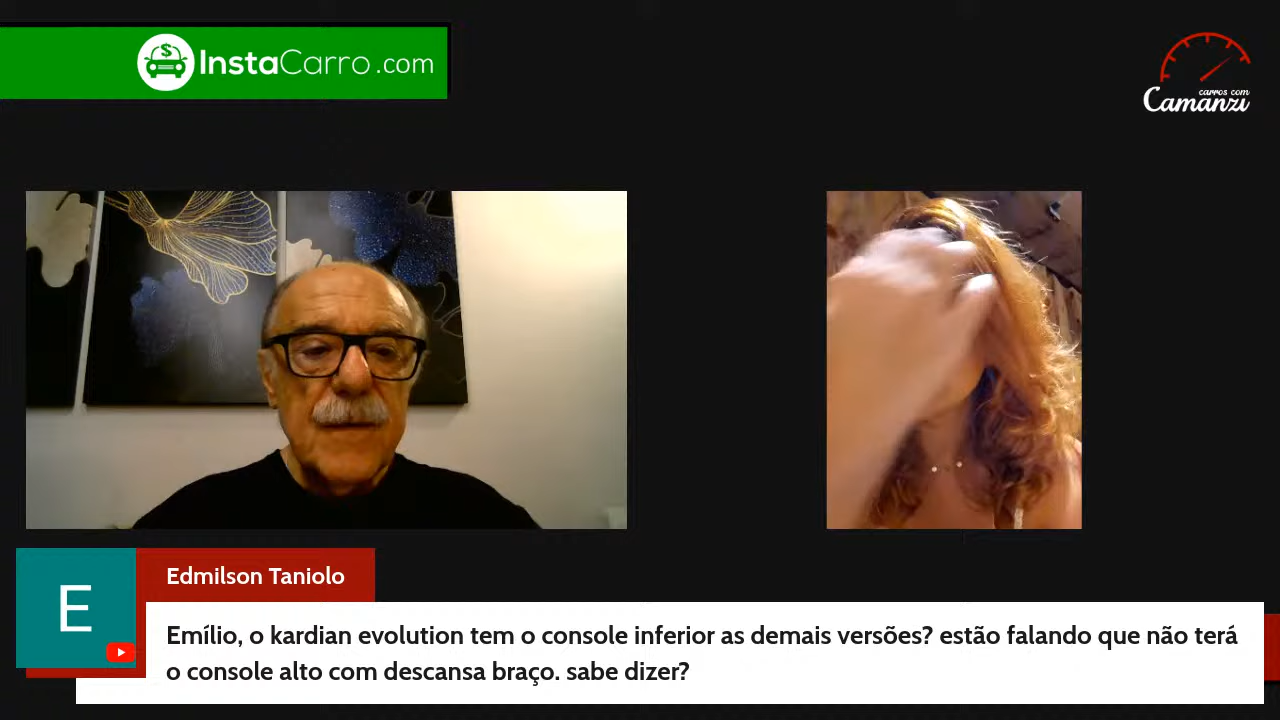 InstaCarro.com
carros com
Camanzi
E
Edmilson Taniolo
Emílio, o kardian evolution tem o console inferior as demais versões? estão falando que não terá
o console alto com descansa braço. sabe dizer?